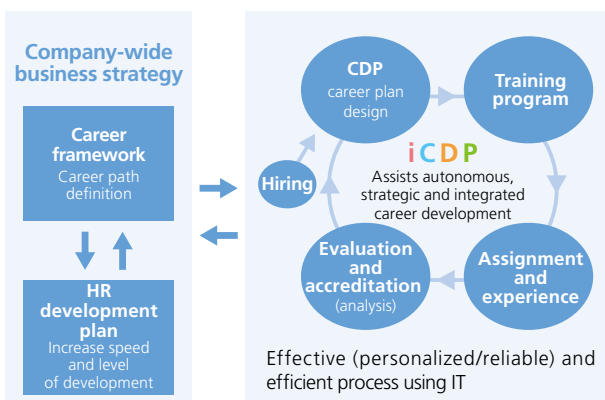 Company-wide
business strategy
Career
framework
Career path
definition
HR
development
plan
Increase speed
and level
of development
CDP
career plan
design
Training
program
Hiring
iCDP
Assists autonomous,
strategic and integrated
career development
Evaluation
and
accreditation
(analysis)
Assignment
and
experience
Effective (personalized/reliable) and
efficient process using IT